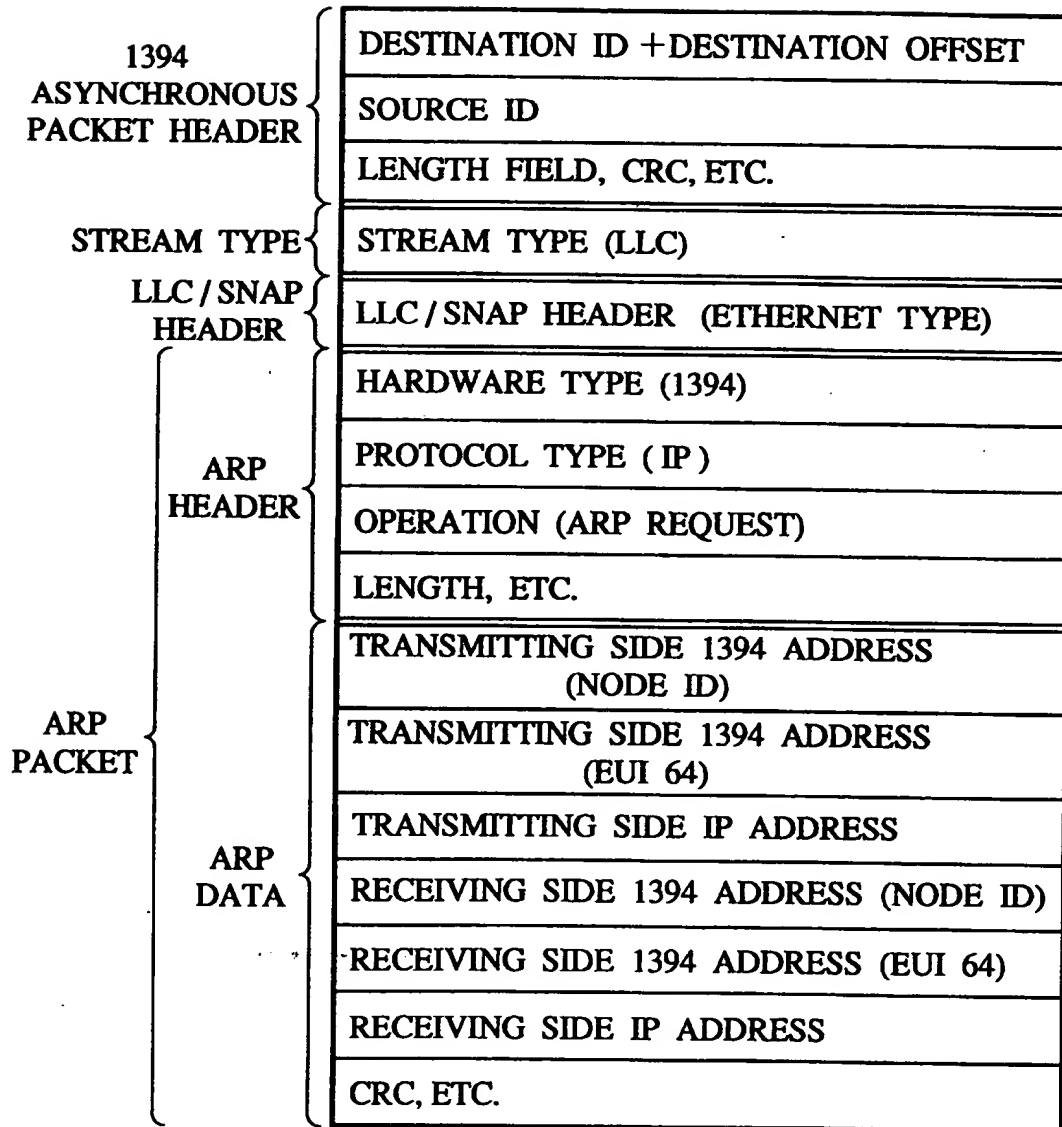 1394
ASYNCHRONOUS
PACKET HEADER
DESTINATION ID +DESTINATION OFFSET
SOURCE ID
LENGTH FIELD, CRC, ETC.
STREAM TYPE
STREAM TYPE (LLC)
LLC / SNAP
HEADER
LLC / SNAP HEADER (ETHERNET TYPE)
ARP
PACKET
ARP
HEADER
HARDWARE TYPE (1394)
PROTOCOL TYPE ( IP )
OPERATION (ARP REQUEST)
LENGTH, ETC.
ARP
DATA
TRANSMITTING SIDE 1394 ADDRESS
(NODE ID)
TRANSMITTING SIDE 1394 ADDRESS
(EUI 64)
TRANSMITTING SIDE IP ADDRESS
RECEIVING SIDE 1394 ADDRESS (NODE ID)
RECEIVING SIDE 1394 ADDRESS (EUI 64)
RECEIVING SIDE IP ADDRESS
CRC, ETC.